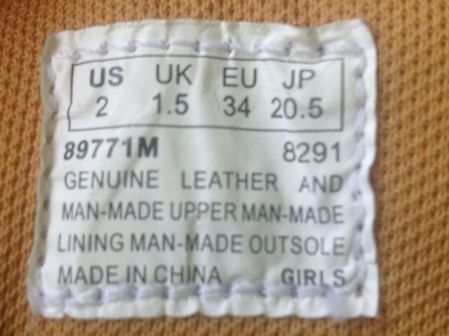 US UK EU JP
2 1.5 34 20.5
89771M 8291
GENUINE LEATHER AND
MAN-MADE UPPER MAN-MADE
LINING MAN-MADE OUTSOLE
MADE IN CHINA GIRLS